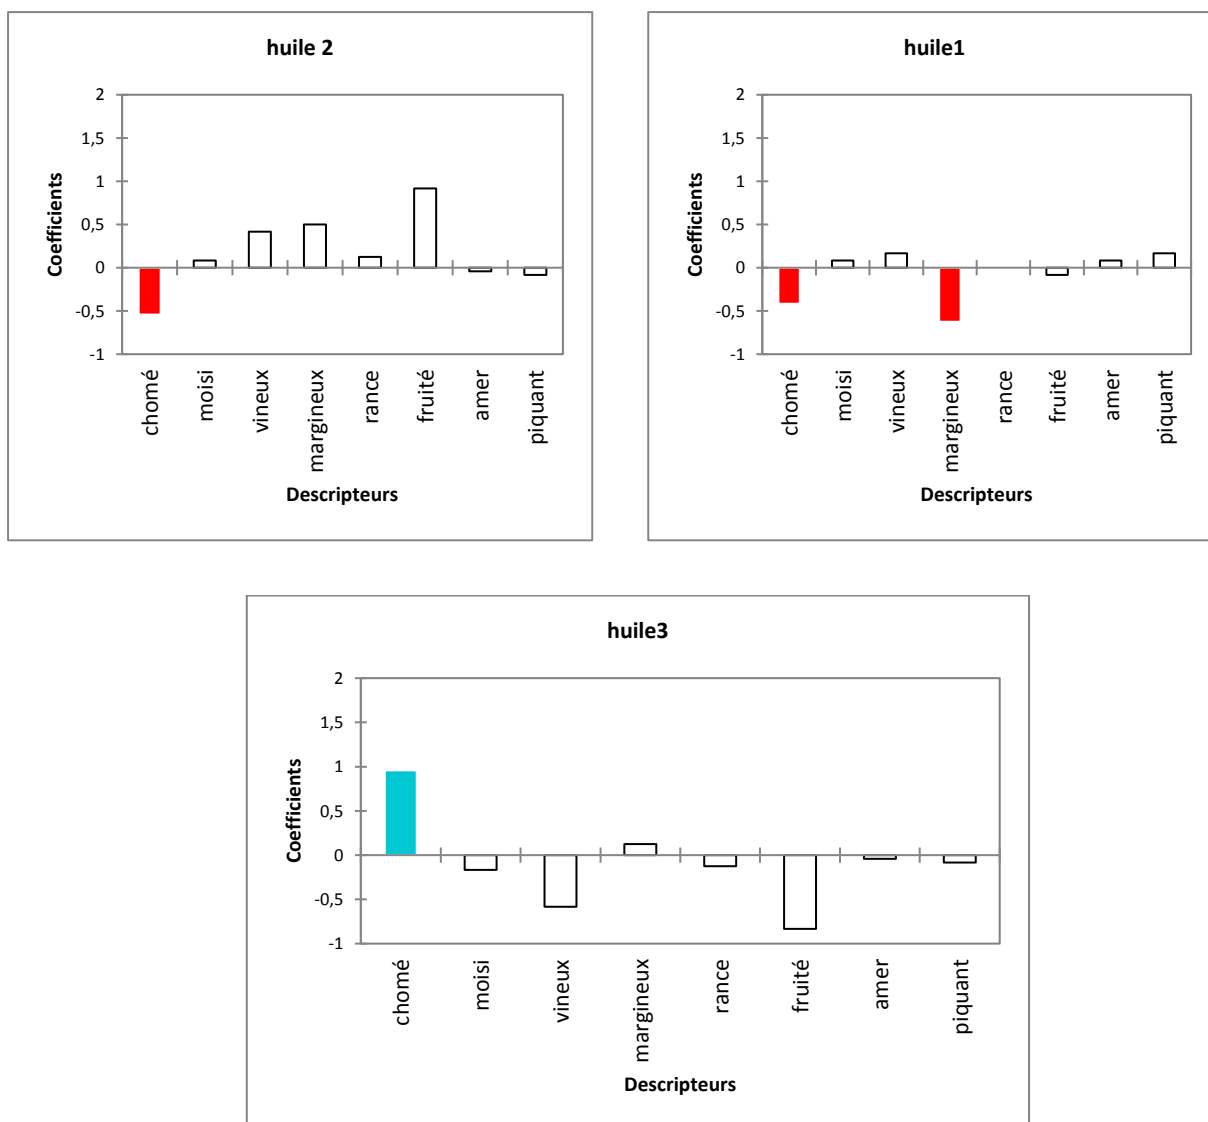 huile 2
2
1,5
1
0,5
0
-0,5
-1
Coefficients
chomé
moisi
vineux
margineux
rance
fruité
amer
piquant
Descripteurs
huile1
2
1,5
1
0,5
0
-0,5
-1
Coefficients
chomé
moisi
vineux
margineux
rance
fruité
amer
piquant
Descripteurs
huile3
2
1,5
1
0,5
0
-0,5
-1
Coefficients
chomé
moisi
vineux
margineux
rance
fruité
amer
piquant
Descripteurs